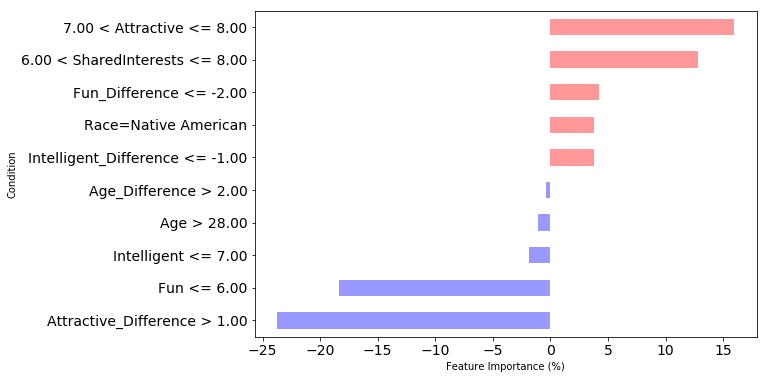 7.00 < Attractive <= 8.00
6.00 < SharedInterests <= 8.00
Fun_Difference <= -2.00
Race=Native American
Intelligent_Difference <= -1.00
Age_Difference > 2.00
Age > 28.00
Intelligent <= 7.00
Fun <= 6.00
Attractive_Difference > 1.00
Condition
−25 −20 −15 −10 −5 0 5 10 15
Feature Importance (%)